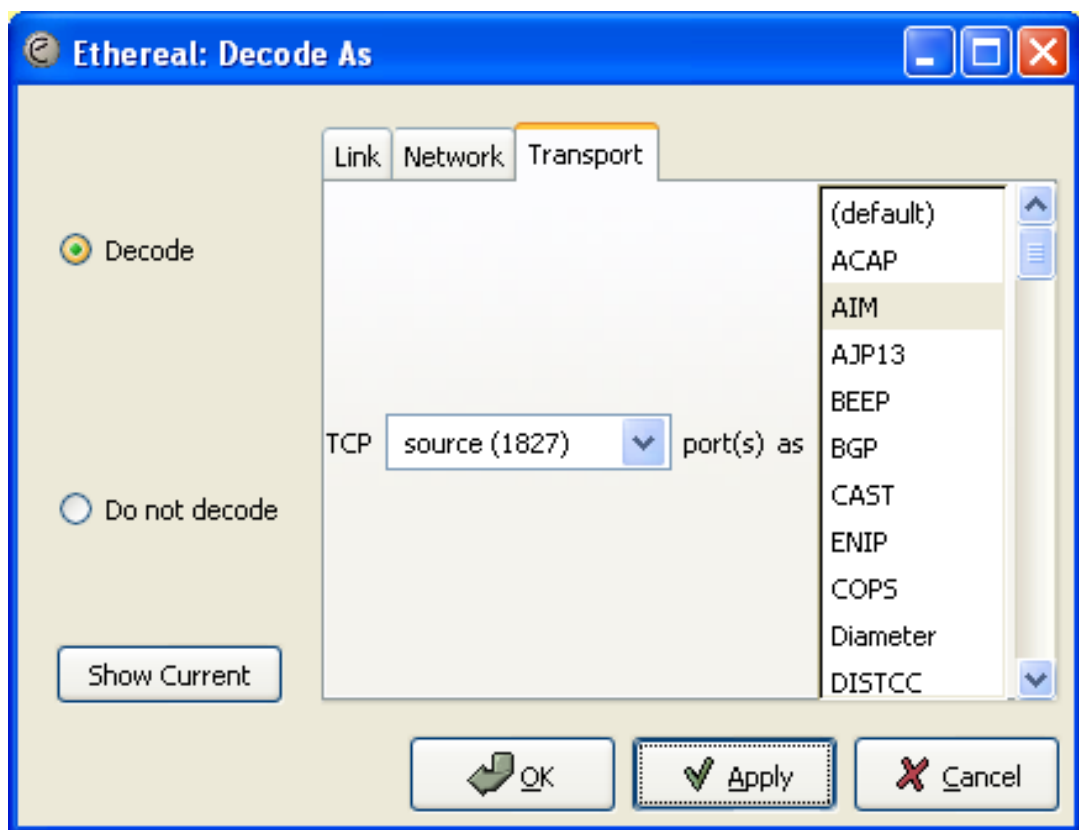 Ethereal: Decode As
Link Network Transport
Decode
Do not decode
Show Current
TCP source (1827) port(s) as
(default)
ACAP
AIM
AJP13
BEEP
BGP
CAST
ENIP
COPS
Diameter
DISTCC
OK Apply Cancel